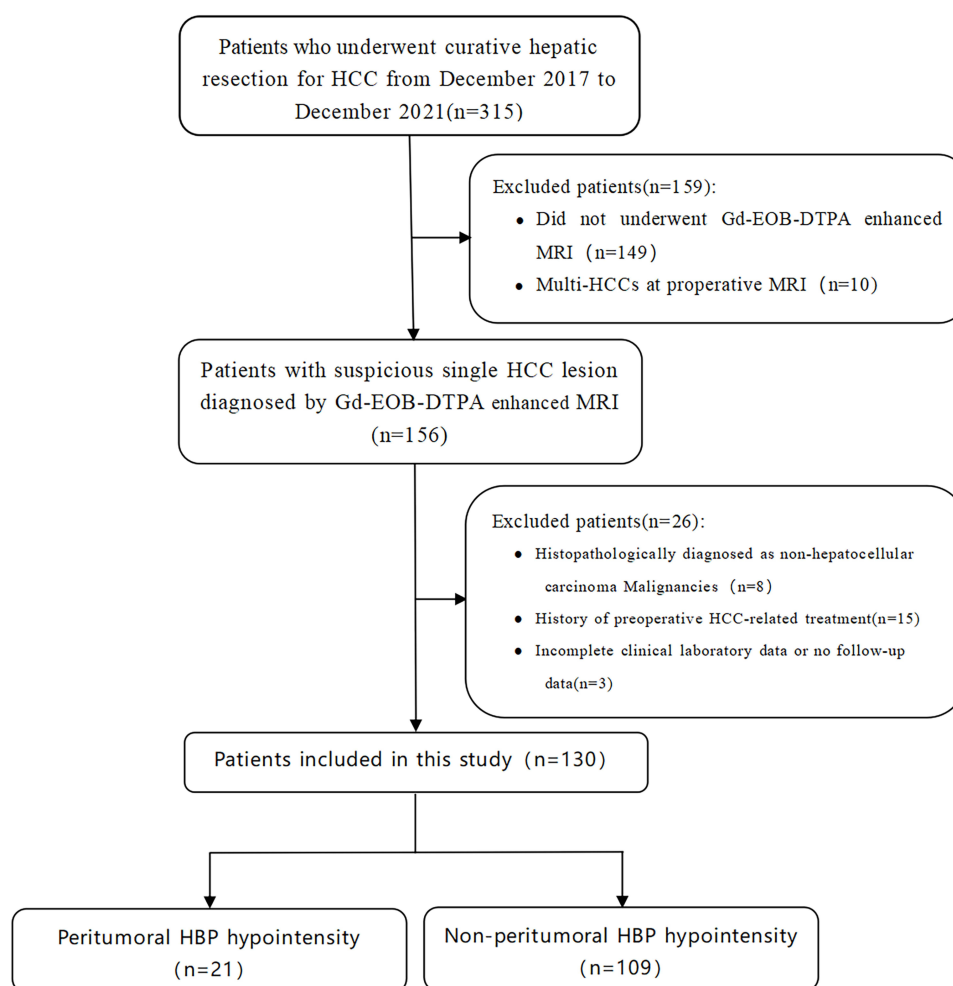 Patients who underwent curative hepatic
resection for HCC from December 2017 to
December 2021(n=315)
Excluded patients(n=159):
● Did not underwent Gd-EOB-DTPA enhanced
MRI（n=149)
● Multi-HCCs at properative MRI（n=10）
Patients with suspicious single HCC lesion
diagnosed by Gd-EOB-DTPA enhanced MRI
(n=156)
Excluded patients(n=26):
● Histopathologically diagnosed as non-hepatocellular
carcinoma Malignancies（n=8）
● History of preoperative HCC-related treatment(n=15)
● Incomplete clinical laboratory data or no follow-up
data(n=3)
Patients included in this study（n=130）
Peritumoral HBP hypointensity
（n=21）
Non-peritumoral HBP hypointensity
（n=109）